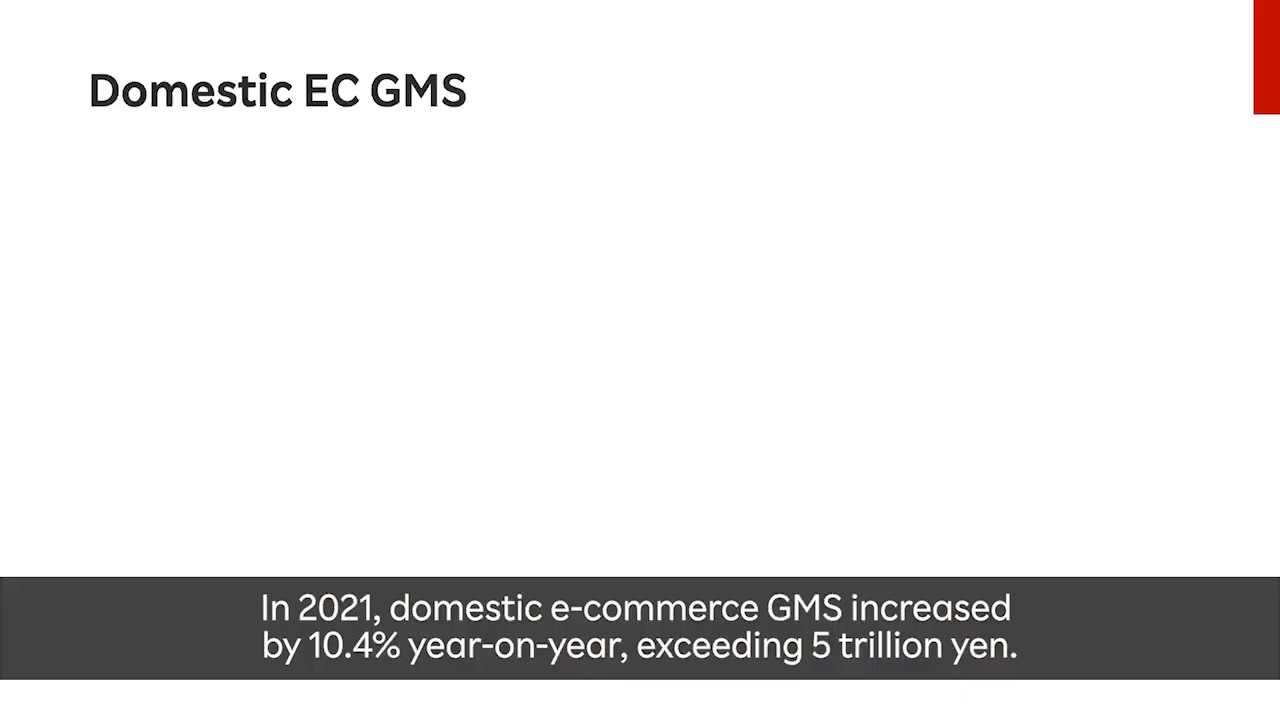 Domestic EC GMS
In 2021, domestic e-commerce GMS increased
by 10.4% year-on-year, exceeding 5 trillion yen.